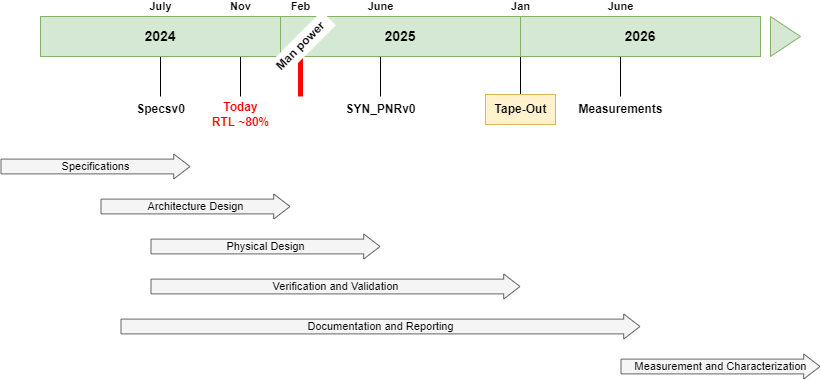 July Nov Feb June Jan June
2024 2025 2026
Man power
Specsv0 Today SYN_PNRv0 Tape-Out Measurements
RTL ~80%
Specifications
Architecture Design
Physical Design
Verification and Validation
Documentation and Reporting
Measurement and Characterization